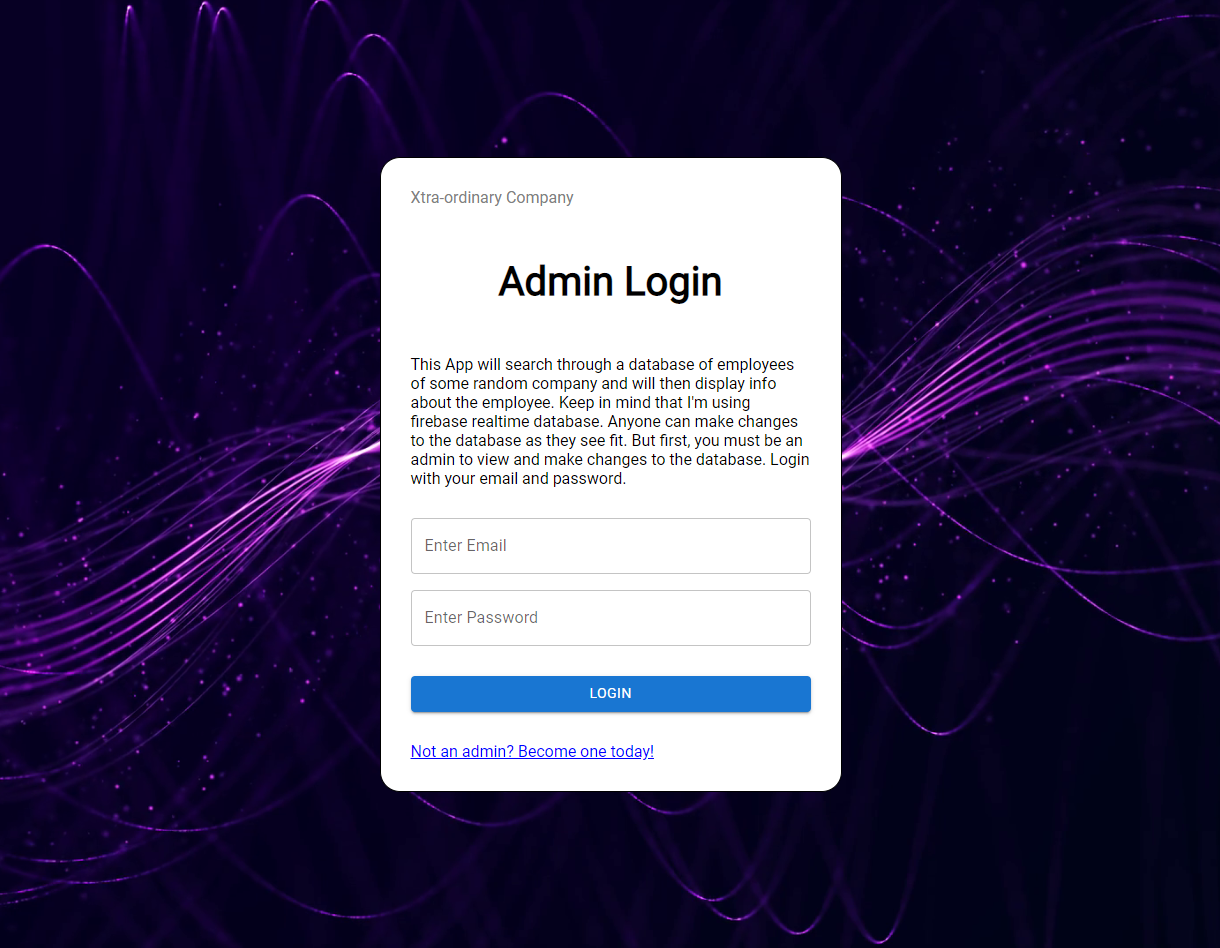 Xtra-ordinary Company
Admin Login
This App will search through a database of employees
of some random company and will then display info
about the employee. Keep in mind that I'm using
firebase realtime database. Anyone can make changes
to the database as they see fit. But first, you must be an
admin to view and make changes to the database. Login
with your email and password.
Enter Email
Enter Password
LOGIN
Not an admin? Become one today!